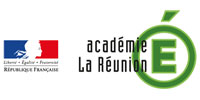 Liberté • Égalité • Fraternité
RÉPUBLIQUE FRANÇAISE
académie
La Réunion
É